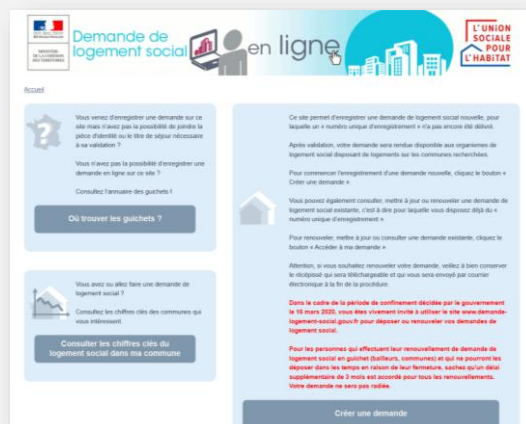 MINISTÈRE
DE LA COHÉSION
DES TERRITOIRES
Demande de
logement social
en ligne
L'UNION
SOCIALE
POUR
L'HABITAT
Accueil
Vous venez d'enregistrer une demande sur ce
site mais n'avez pas la possibilité de joindre la
pièce d'identité ou le titre de séjour nécessaire
à sa validation ?
Vous n'avez pas la possibilité d'enregistrer une
demande en ligne sur ce site ?
Consultez l'annuaire des guichets !
Où trouver les guichets ?
Vous avez ou allez faire une demande de
logement social ?
Consultez les chiffres clés des communes qui
vous intéressent.
Consulter les chiffres clés du
logement social dans ma commune
Ce site permet d'enregistrer une demande de logement social nouvelle, pour
laquelle un « numéro unique d'enregistrement » n'a pas encore été délivré.
Après validation, votre demande sera rendue disponible aux organismes de
logement social disposant de logements sur les communes recherchées.
Pour commencer l'enregistrement d'une demande nouvelle, cliquez le bouton «
Créer une demande ».
Vous pouvez également consulter, mettre à jour ou renouveler une demande de
logement social existante, c'est à dire pour laquelle vous disposez déjà du «
numéro unique d'enregistrement »
Pour renouveler, mettre à jour ou consulter une demande existante, cliquez le
bouton « Accéder à ma demande »
Attention, si vous souhaitez renouveler votre demande, veillez à bien conserver
le récépissé qui sera téléchargeable et qui vous sera envoyé par courrier
électronique à la fin de la procédure.
Dans le cadre de la période de confinement décidée par le gouvernement
le 16 mars 2020, vous êtes vivement invité à utiliser le site www.demande-
logement-social.gouv.fr pour déposer ou renouveler vos demandes de
logement social.
Pour les personnes qui effectuent leur renouvellement de demande de
logement social en guichet (bailleurs, communes) et qui ne pourront les
déposer dans les temps en raison de leur fermeture, sachez qu'un délai
supplémentaire de 3 mois est accordé pour tous les renouvellements.
Votre demande ne sera pas radiée.
Créer une demande